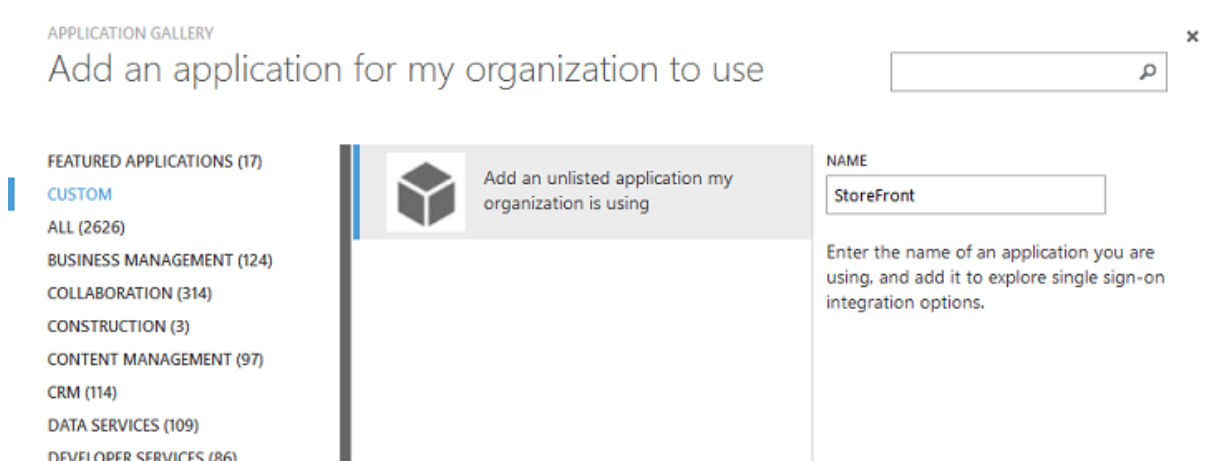 APPLICATION GALLERY
Add an application for my organization to use
FEATURED APPLICATIONS (17)
CUSTOM
ALL (2626)
BUSINESS MANAGEMENT (124)
COLLABORATION (314)
CONSTRUCTION (3)
CONTENT MANAGEMENT (97)
CRM (114)
DATA SERVICES (109)
DEVELOPER SERVICES (86)
Add an unlisted application my
organization is using
NAME
StoreFront
Enter the name of an application you are
using, and add it to explore single sign-on
integration options.